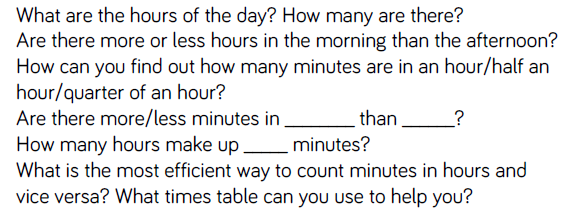 What are the hours of the day? How many are there?
Are there more or less hours in the morning than the afternoon?
How can you find out how many minutes are in an hour/half an
hour/quarter of an hour?
Are there more/less minutes in ________ than ______?
How many hours make up _____ minutes?
What is the most efficient way to count minutes in hours and
vice versa? What times table can you use to help you?